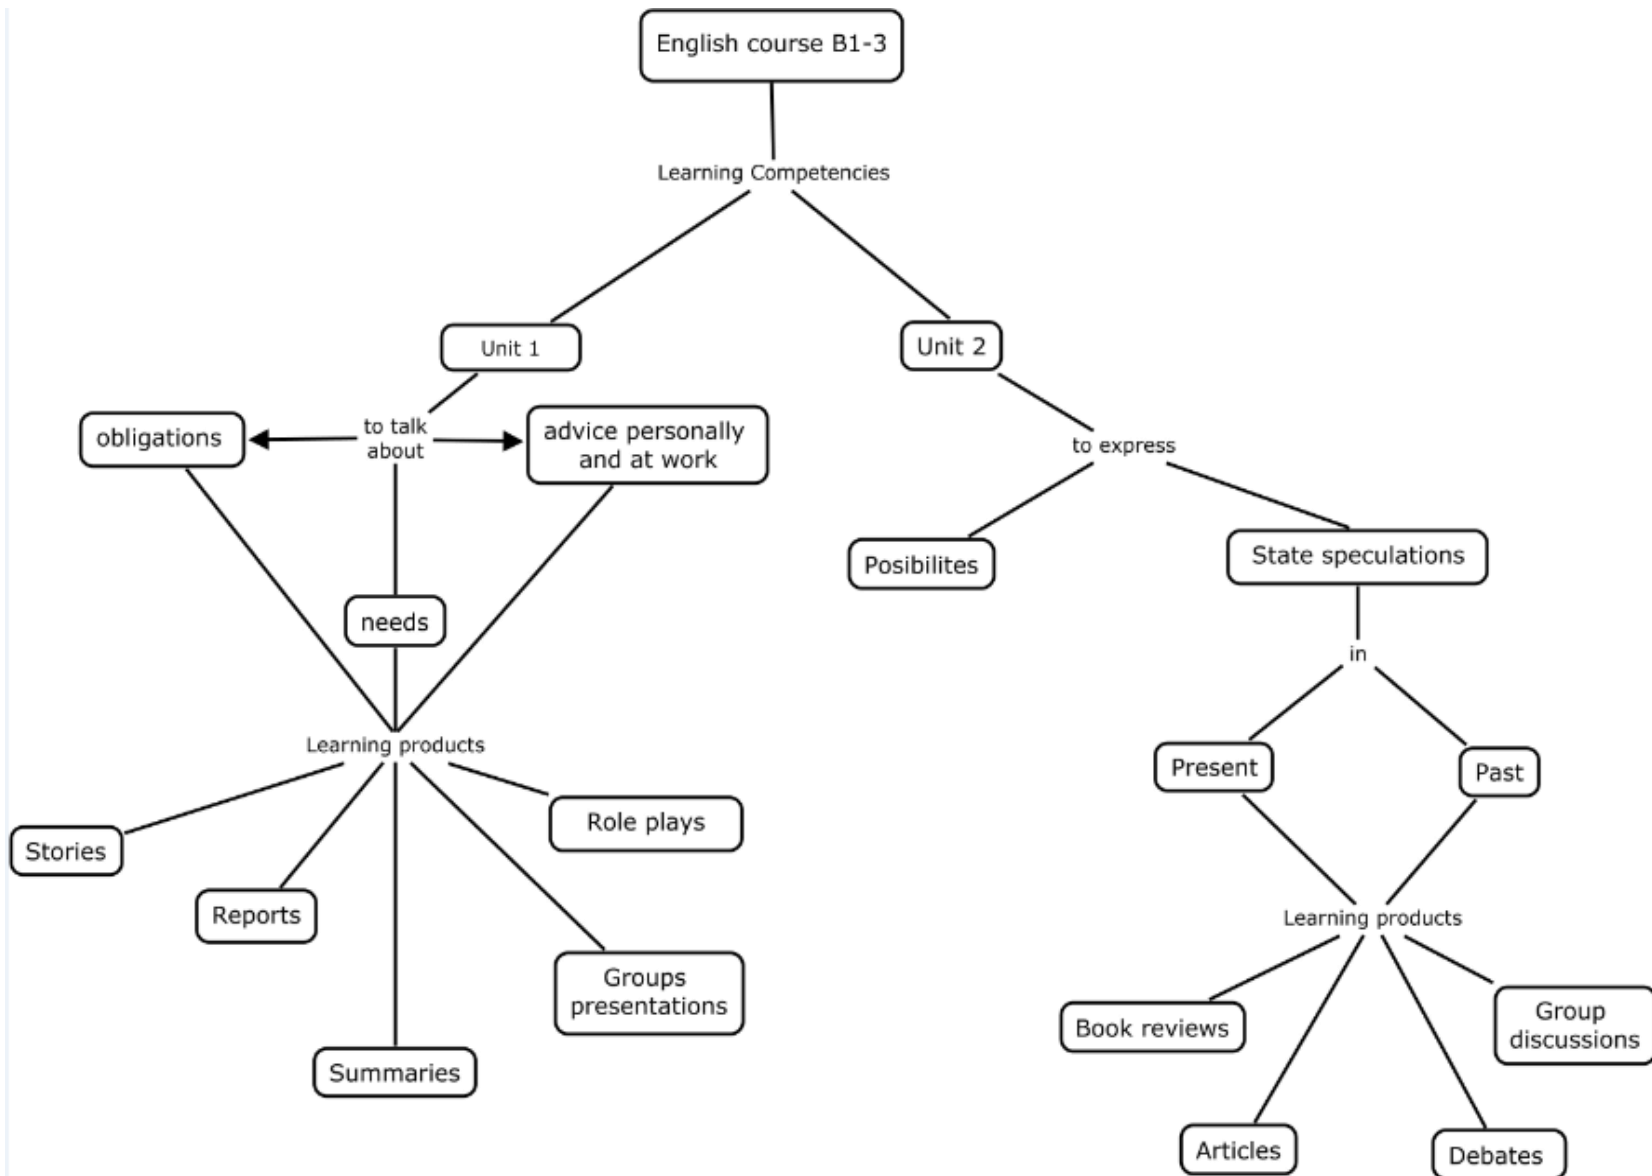 English course B1-3
Learning Competencies
Unit 1
Unit 2
to talk
about
obligations
advice personally
and at work
to express
needs
Posibilites
State speculations
in
Learning products
Present
Past
Stories
Role plays
Reports
Groups
presentations
Summaries
Learning products
Book reviews
Group
discussions
Articles
Debates